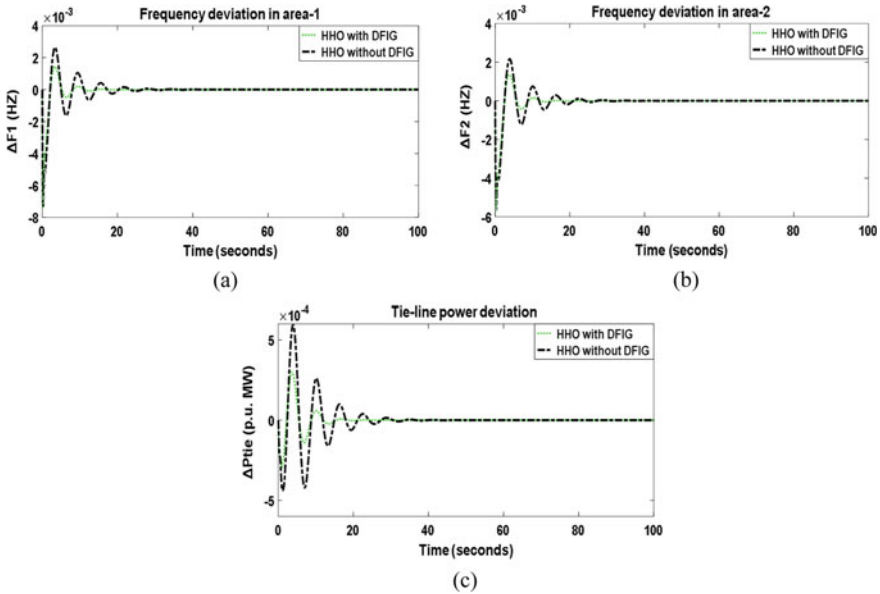 Frequency deviation in area-1
×10⁻³
4
2
0
-2
-4
-6
-8
ΔF1 (HZ)
HHO with DFIG
HHO without DFIG
0 20 40 60 80 100
Time (seconds)
(a)
Frequency deviation in area-2
×10⁻³
4
2
0
-2
-4
-6
ΔF2 (HZ)
HHO with DFIG
HHO without DFIG
0 20 40 60 80 100
Time (seconds)
(b)
Tie-line power deviation
×10⁻⁴
5
0
-5
ΔPtie (p.u. MW)
HHO with DFIG
HHO without DFIG
0 20 40 60 80 100
Time (seconds)
(c)